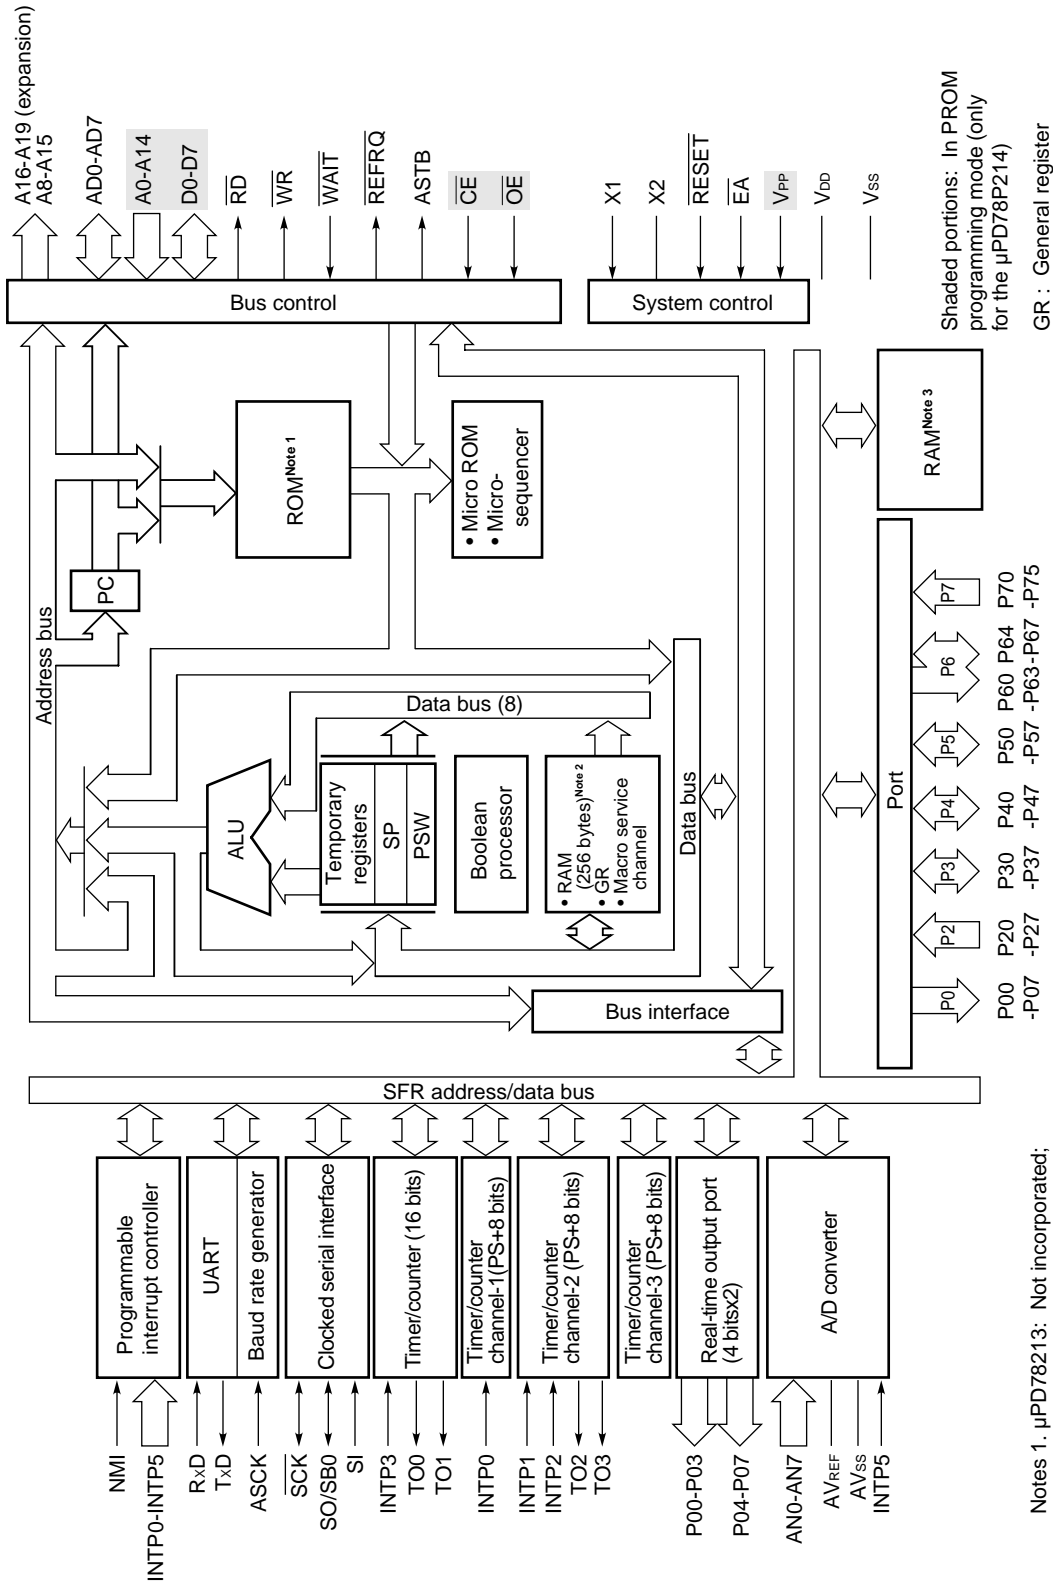 NMI
INTP0-INTP5
Programmable
interrupt controller
RxD
TxD
UART
ASCK
Baud rate generator
SCK
SO/SB0
SI
Clocked serial interface
INTP3
TO0
TO1
Timer/counter (16 bits)
INTP0
Timer/counter
channel-1(PS+8 bits)
INTP1
INTP2
TO2
TO3
Timer/counter
channel-2 (PS+8 bits)
Timer/counter
channel-3 (PS+8 bits)
P00-P03
P04-P07
Real-time output port
(4 bitsx2)
AN0-AN7
AVREF
AVSS
INTP5
A/D converter
SFR address/data bus
Address bus
Bus interface
ALU
Temporary
registers
SP
PSW
Boolean
processor
• RAM
(256 bytes)Note 2
• GR
• Macro service
channel
Data bus (8)
Data bus
PC
ROMNote 1
• Micro ROM
• Micro-
sequencer
Bus control
A16-A19 (expansion)
A8-A15
AD0-AD7
A0-A14
D0-D7
RD
WR
WAIT
REFRQ
ASTB
CE
OE
System control
X1
X2
RESET
EA
VPP
VDD
VSS
Port
P0
P2
P3
P4
P5
P6
P7
P00
-P07
P20
-P27
P30
-P37
P40
-P47
P50
-P57
P60
-P63
P64
-P67
P70
-P75
RAMNote 3
Shaded portions: In PROM
programming mode (only
for the µPD78P214)
GR : General register
Notes 1. µPD78213: Not incorporated;